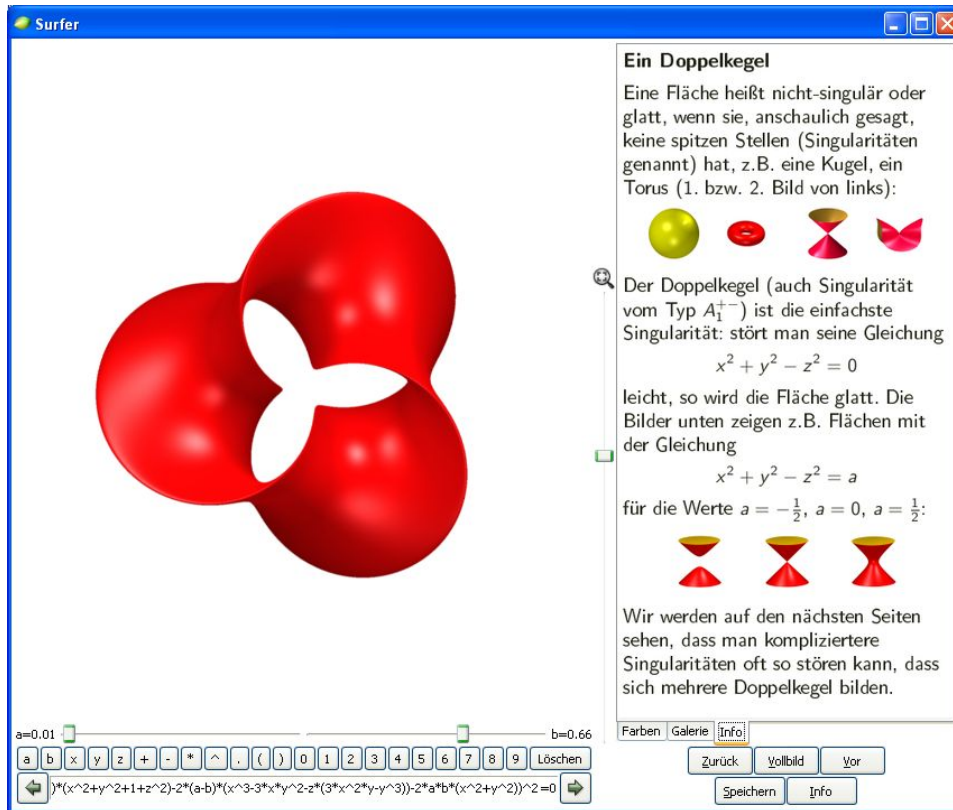 Surfer
Ein Doppelkegel
Eine Fläche heißt nicht-singulär oder
glatt, wenn sie, anschaulich gesagt,
keine spitzen Stellen (Singularitäten
genannt) hat, z.B. eine Kugel, ein
Torus (1. bzw. 2. Bild von links):
Der Doppelkegel (auch Singularität
vom Typ A₁⁺⁻) ist die einfachste
Singularität: stört man seine Gleichung
x² + y² − z² = 0
leicht, so wird die Fläche glatt. Die
Bilder unten zeigen z.B. Flächen mit
der Gleichung
x² + y² − z² = a
für die Werte a = −½, a = 0, a = ½:
Wir werden auf den nächsten Seiten
sehen, dass man kompliziertere
Singularitäten oft so stören kann, dass
sich mehrere Doppelkegel bilden.
a=0.01 b=0.66
a b x y z + - * ^ . ( ) 0 1 2 3 4 5 6 7 8 9 Löschen
)*(x^2+y^2+1+z^2)-2*(a-b)*(x^3-3*x*y^2-z*(3*x^2*y-y^3))-2*a*b*(x^2+y^2))^2 =0
Farben Galerie Info
Zurück Vollbild Vor
Speichern Info